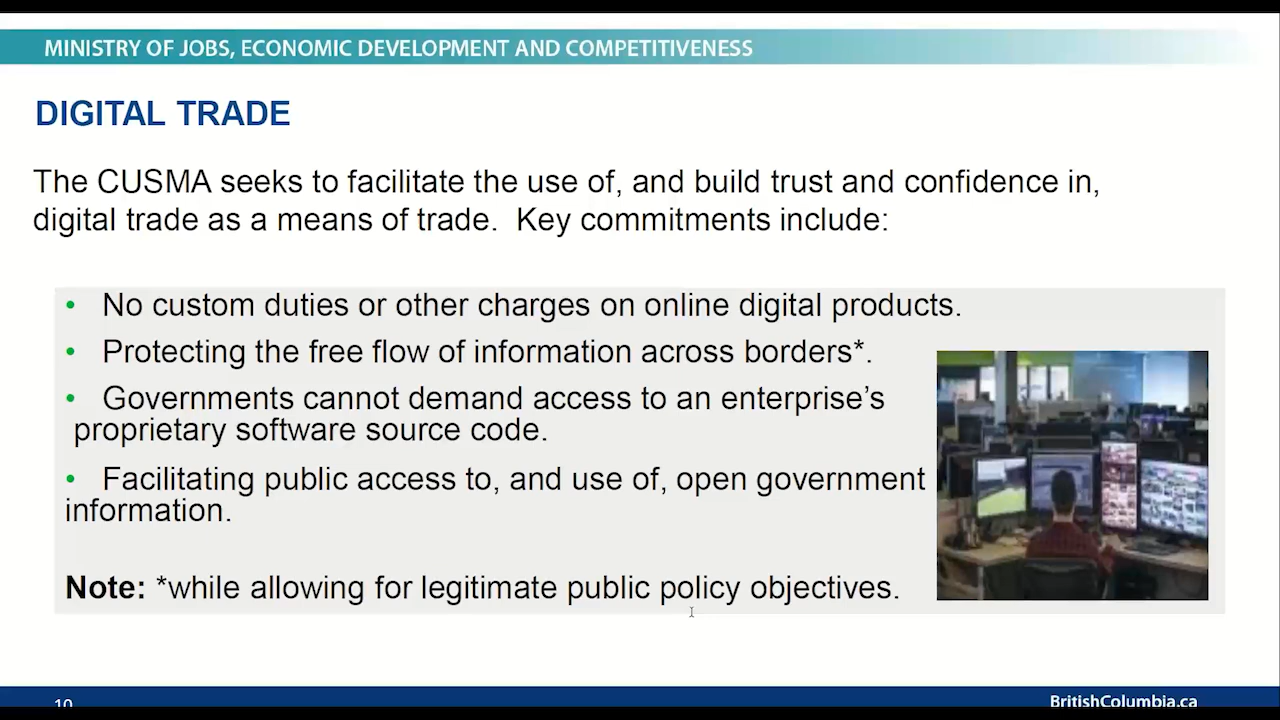 MINISTRY OF JOBS, ECONOMIC DEVELOPMENT AND COMPETITIVENESS
DIGITAL TRADE
The CUSMA seeks to facilitate the use of, and build trust and confidence in,
digital trade as a means of trade.  Key commitments include:
• No custom duties or other charges on online digital products.
• Protecting the free flow of information across borders*.
• Governments cannot demand access to an enterprise’s
proprietary software source code.
• Facilitating public access to, and use of, open government
information.
Note: *while allowing for legitimate public policy objectives.
10
BritishColumbia.ca